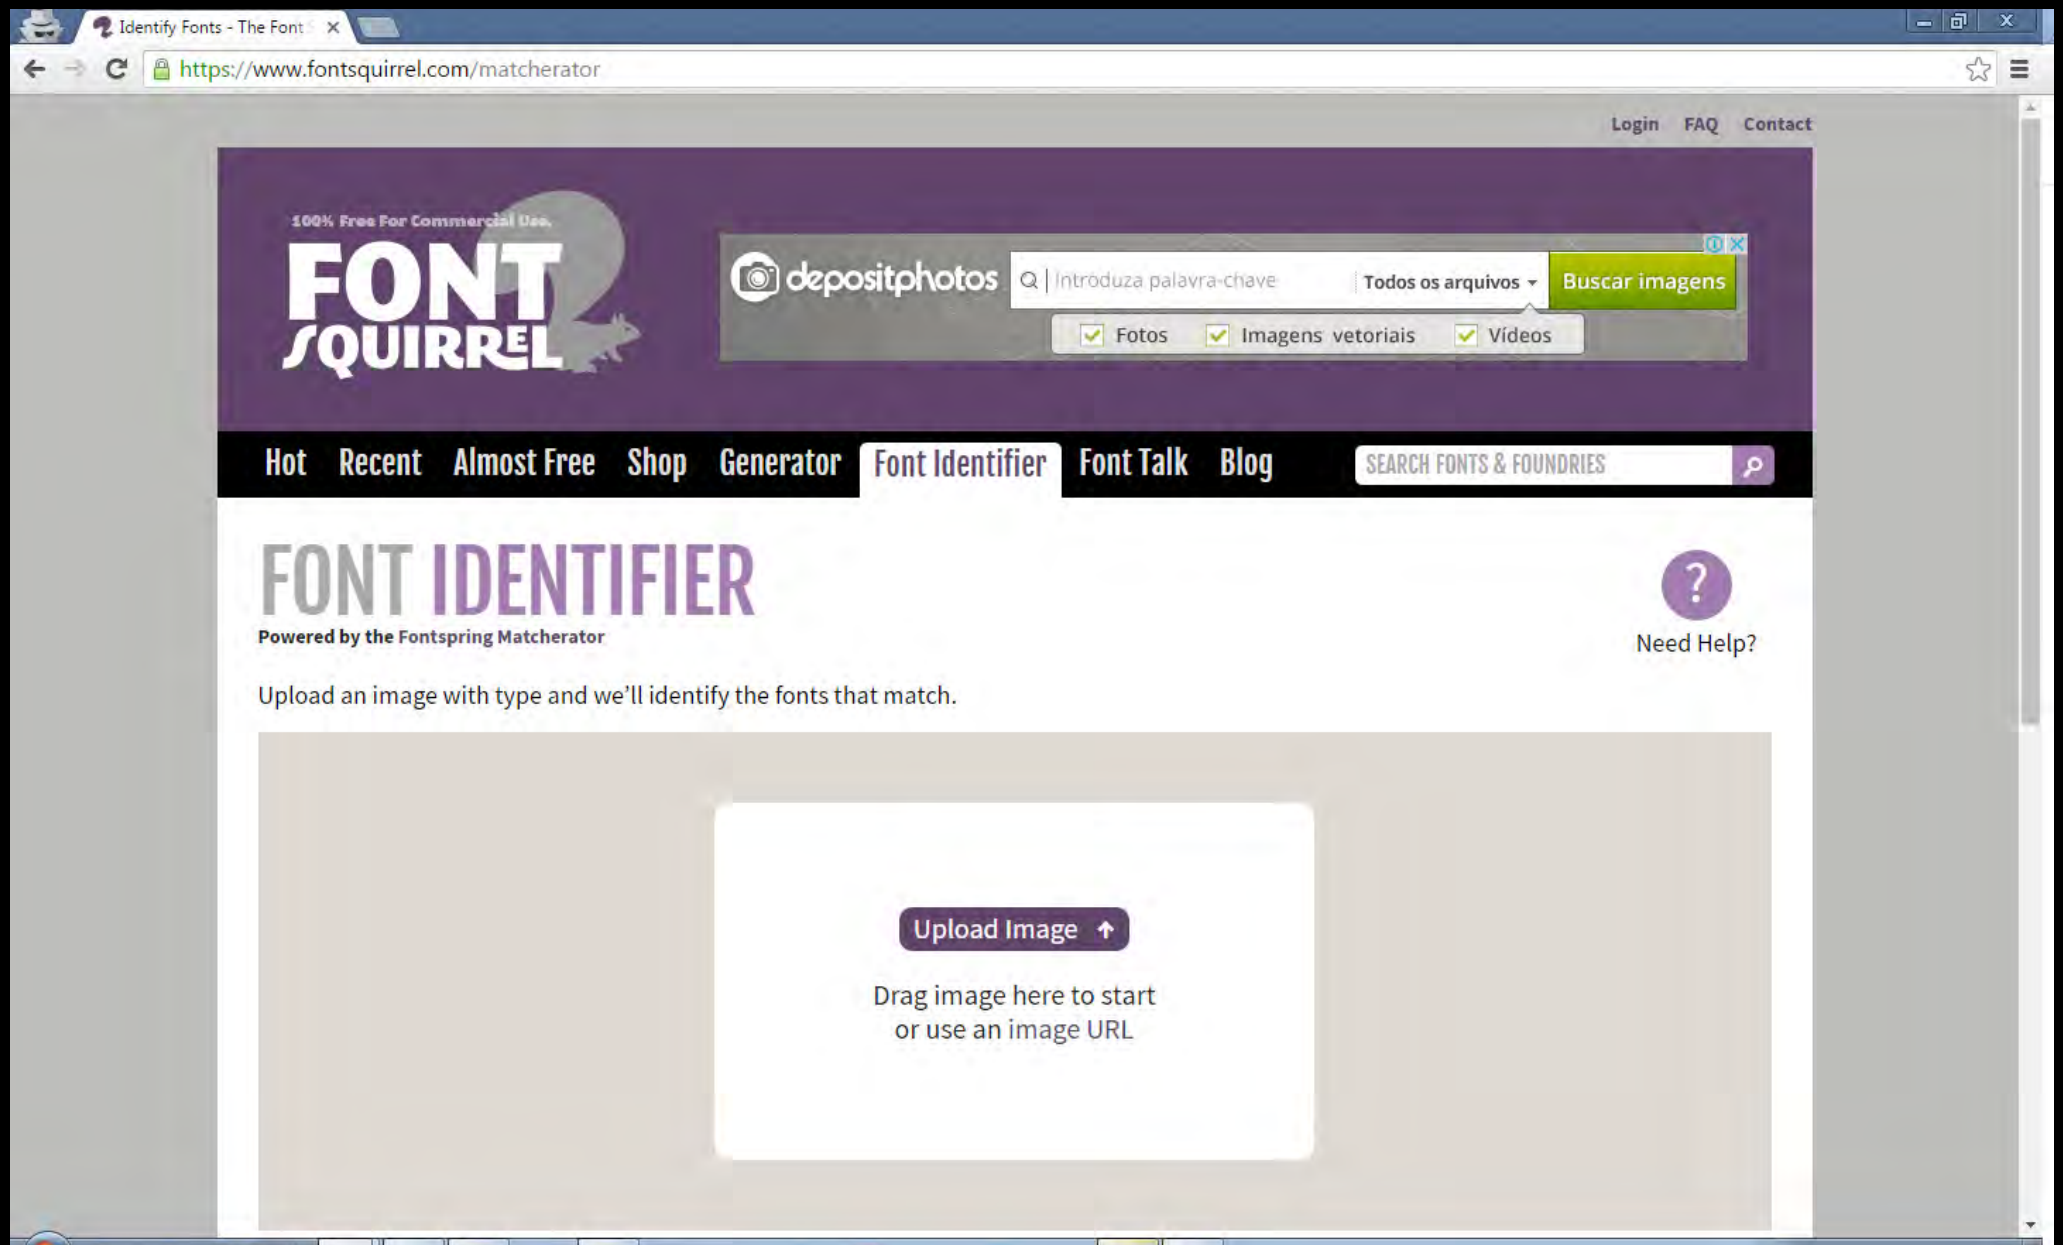 Identify Fonts - The Font S
https://www.fontsquirrel.com/matcherator
Login FAQ Contact
100% Free For Commercial Use.
FONT
SQUIRREL
depositphotos
Introduza palavra-chave
Todos os arquivos
Buscar imagens
Fotos
Imagens vetoriais
Vídeos
Hot Recent Almost Free Shop Generator Font Identifier Font Talk Blog
SEARCH FONTS & FOUNDRIES
FONT IDENTIFIER
Powered by the Fontspring Matcherator
?
Need Help?
Upload an image with type and we'll identify the fonts that match.
Upload Image
Drag image here to start
or use an image URL